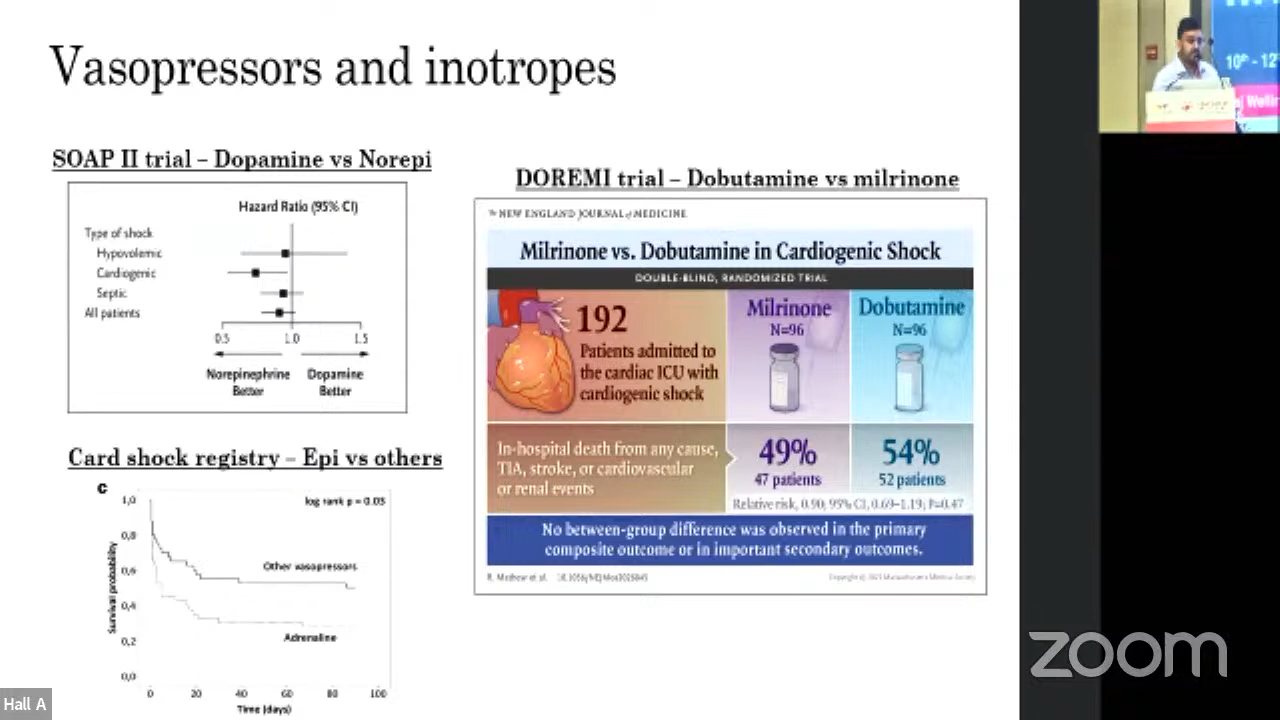 Vasopressors and inotropes
SOAP II trial – Dopamine vs Norepi
Hazard Ratio (95% CI)
Type of shock
Hypovolemic
Cardiogenic
Septic
All patients
0.5 1.0 1.5
Norepinephrine Better
Dopamine Better
Card shock registry – Epi vs others
C
log rank p = 0.03
1,0
0,8
0,6
0,4
0,2
0,0
Survival probability
Other vasopressors
Adrenaline
0 20 40 60 80 100
Time (days)
DOREMI trial – Dobutamine vs milrinone
The NEW ENGLAND JOURNAL of MEDICINE
Milrinone vs. Dobutamine in Cardiogenic Shock
DOUBLE-BLIND, RANDOMIZED TRIAL
192
Patients admitted to
the cardiac ICU with
cardiogenic shock
Milrinone
N=96
Dobutamine
N=96
In-hospital death from any cause,
TIA, stroke, or cardiovascular
or renal events
49%
47 patients
54%
52 patients
Relative risk, 0.90; 95% CI, 0.69–1.19; P=0.47
No between-group difference was observed in the primary
composite outcome or in important secondary outcomes.
R. Mathew et al.
Copyright © 2021 Massachusetts Medical Society
10th - 12
zoom
Hall A